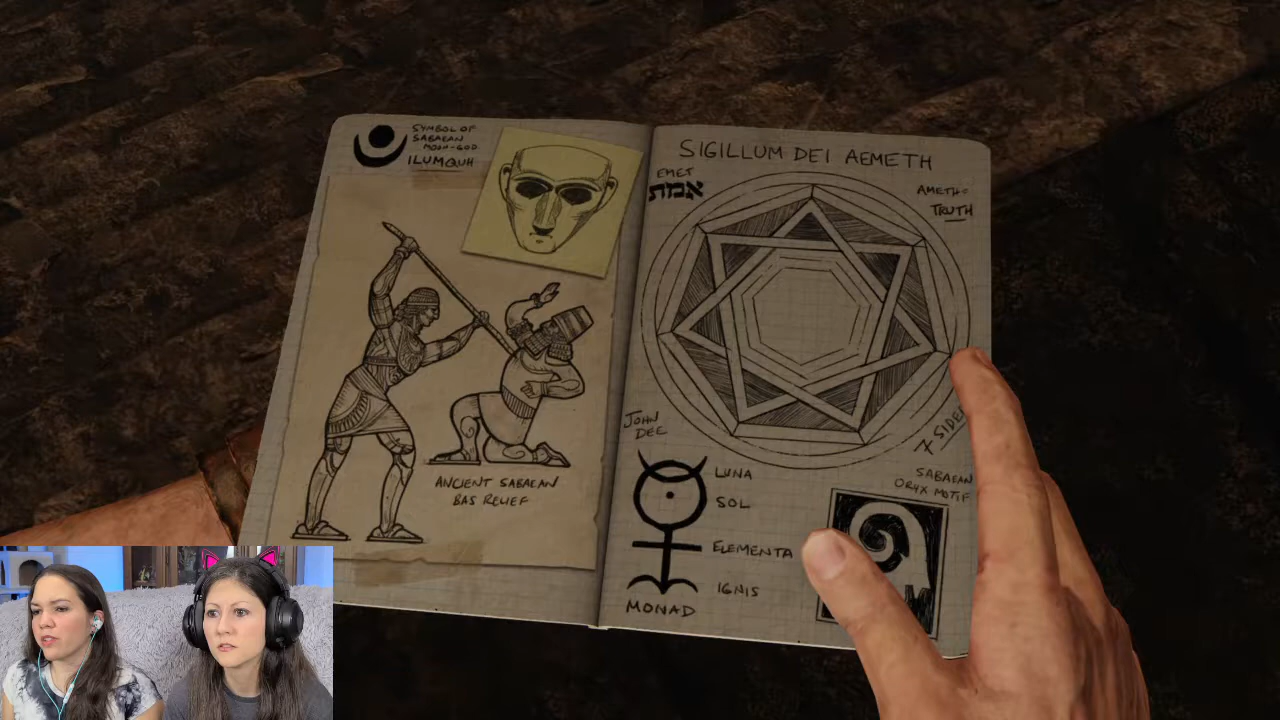 SYMBOL OF
SABAEAN
MOON-GOD
ILUMQUH
ANCIENT SABAEAN
BAS RELIEF
SIGILLUM DEI AEMETH
EMET
אמת
AMETH=
TRUTH
JOHN
DEE
7 SIDED
LUNA
SOL
ELEMENTA
IGNIS
MONAD
SABAEAN
ORYX MOTIF